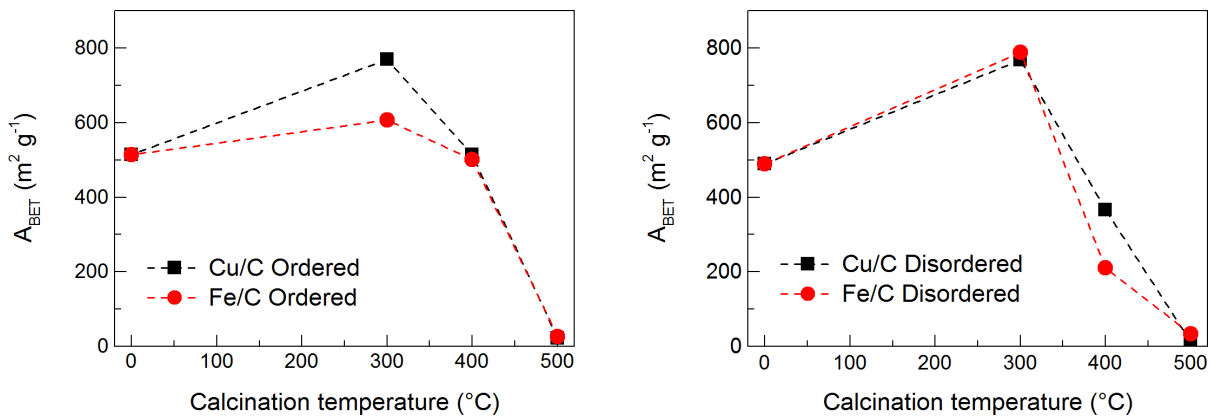 800
600
400
200
0
A_BET (m² g⁻¹)
Cu/C Ordered
Fe/C Ordered
0 100 200 300 400 500
Calcination temperature (°C)
800
600
400
200
0
A_BET (m² g⁻¹)
Cu/C Disordered
Fe/C Disordered
0 100 200 300 400 500
Calcination temperature (°C)